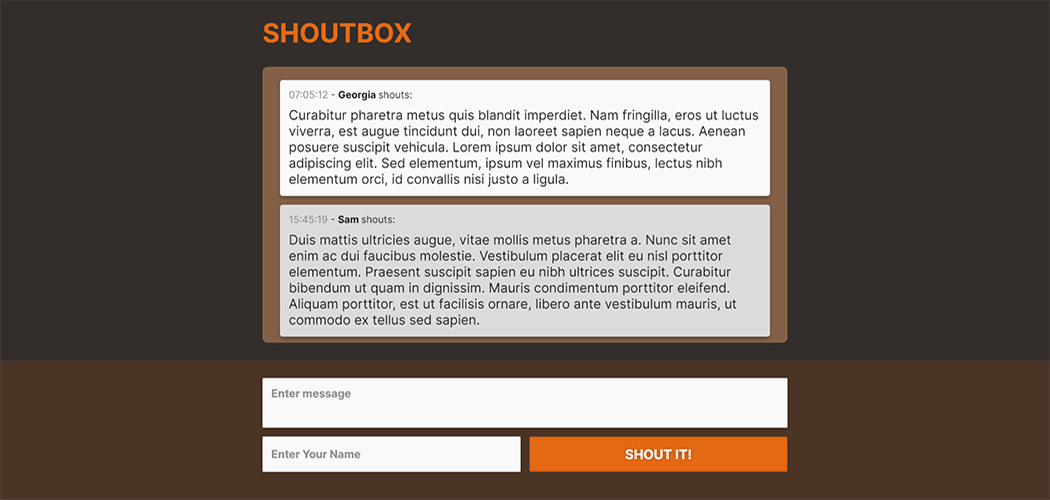 SHOUTBOX
07:05:12 - Georgia shouts:
Curabitur pharetra metus quis blandit imperdiet. Nam fringilla, eros ut luctus
viverra, est augue tincidunt dui, non laoreet sapien neque a lacus. Aenean
posuere suscipit vehicula. Lorem ipsum dolor sit amet, consectetur
adipiscing elit. Sed elementum, ipsum vel maximus finibus, lectus nibh
elementum orci, id convallis nisi justo a ligula.
15:45:19 - Sam shouts:
Duis mattis ultricies augue, vitae mollis metus pharetra a. Nunc sit amet
enim ac dui faucibus molestie. Vestibulum placerat elit eu nisl porttitor
elementum. Praesent suscipit sapien eu nibh ultrices suscipit. Curabitur
bibendum ut quam in dignissim. Mauris condimentum porttitor eleifend.
Aliquam porttitor, est ut facilisis ornare, libero ante vestibulum mauris, ut
commodo ex tellus sed sapien.
Enter message
Enter Your Name
SHOUT IT!